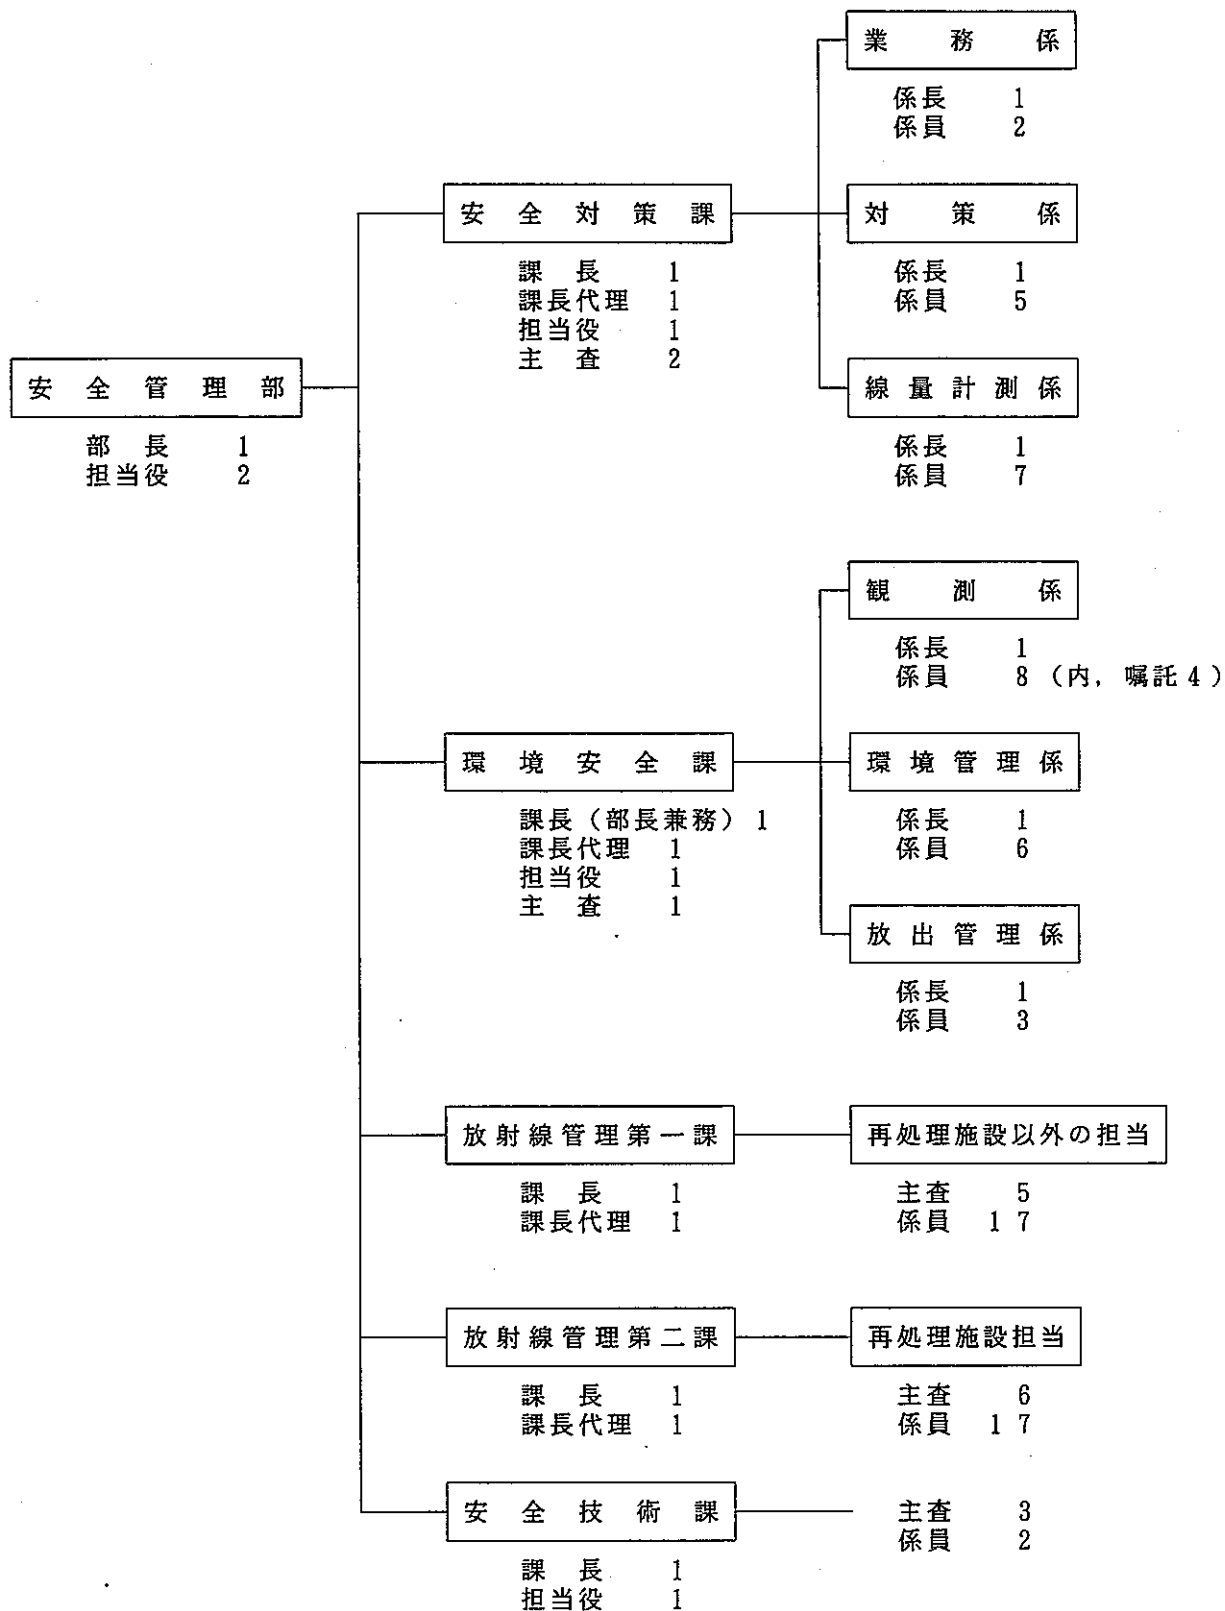 業務係
係長 1
係員 2
安全対策課
課長 1
課長代理 1
担当役 1
主査 2
対策係
係長 1
係員 5
安全管理部
部長 1
担当役 2
線量計測係
係長 1
係員 7
観測係
係長 1
係員 8 (内,嘱託4)
環境安全課
課長(部長兼務) 1
課長代理 1
担当役 1
主査 1
環境管理係
係長 1
係員 6
放出管理係
係長 1
係員 3
放射線管理第一課
課長 1
課長代理 1
再処理施設以外の担当
主査 5
係員 17
放射線管理第二課
課長 1
課長代理 1
再処理施設担当
主査 6
係員 17
安全技術課
課長 1
担当役 1
主査 3
係員 2